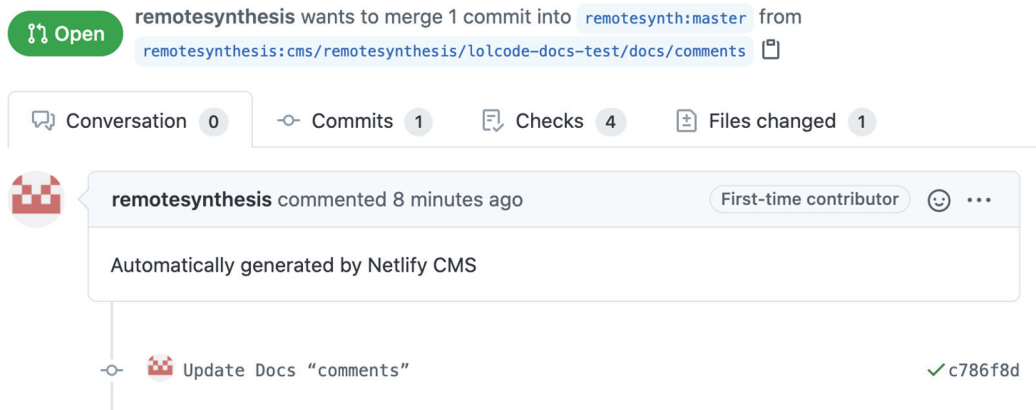 Open
remotesynthesis wants to merge 1 commit into remotesynth:master from
remotesynthesis:cms/remotesynthesis/lolcode-docs-test/docs/comments
Conversation 0 Commits 1 Checks 4 Files changed 1
remotesynthesis commented 8 minutes ago First-time contributor
Automatically generated by Netlify CMS
Update Docs “comments” c786f8d